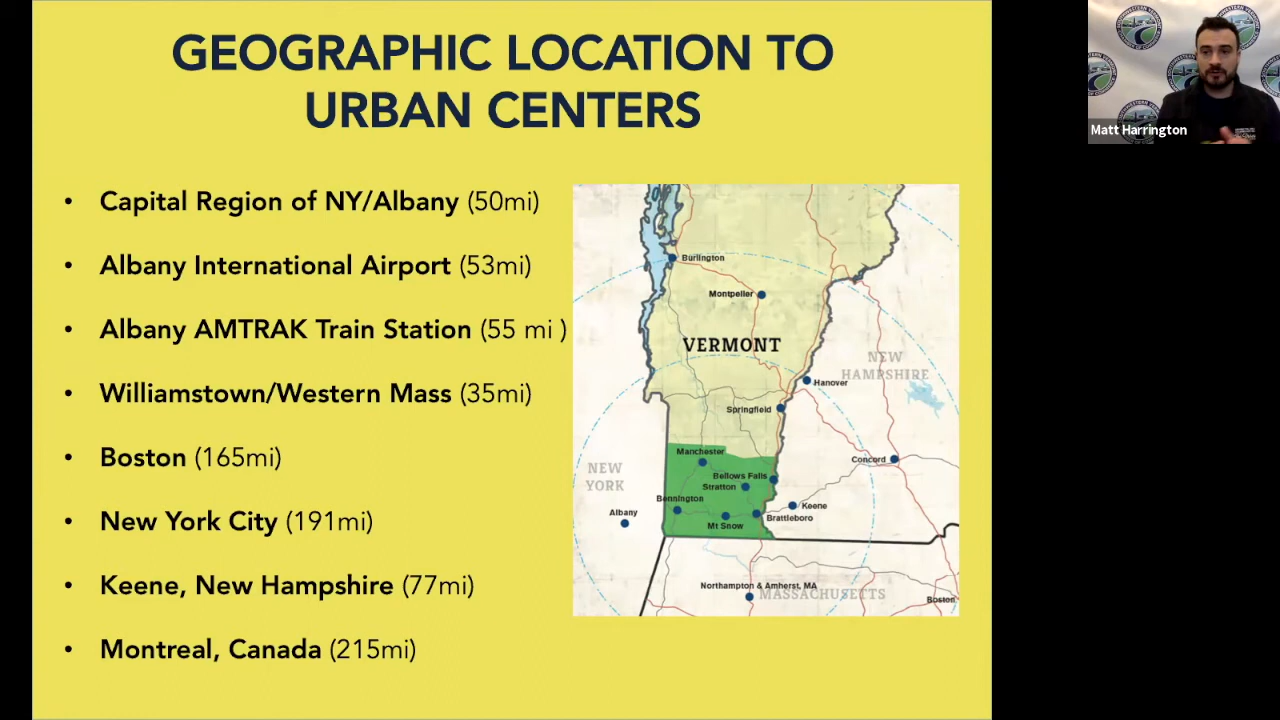 GEOGRAPHIC LOCATION TO
URBAN CENTERS
Matt Harrington
• Capital Region of NY/Albany (50mi)
• Albany International Airport (53mi)
• Albany AMTRAK Train Station (55 mi )
• Williamstown/Western Mass (35mi)
• Boston (165mi)
• New York City (191mi)
• Keene, New Hampshire (77mi)
• Montreal, Canada (215mi)
Burlington
Montpelier
VERMONT
NEW
HAMPSHIRE
Hanover
Springfield
Manchester
Concord
Bellows Falls
NEW
YORK
Stratton
Bennington
Keene
Albany
Brattleboro
Mt Snow
Northampton & Amherst, MA
MASSACHUSETTS
Boston